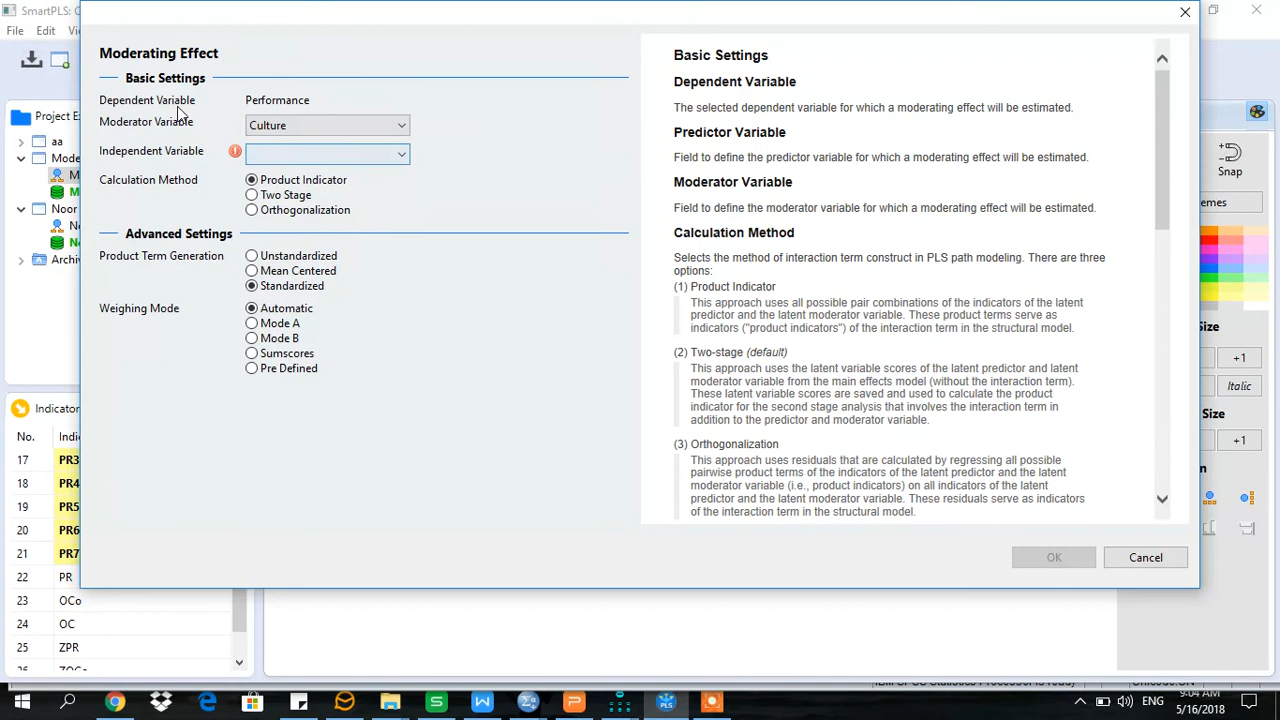 SmartPLS: C
File Edit
Project
aa
Mode
Noor
Archiv
Indicator
No. Indi
17 PR3
18 PR4
19 PR5
20 PR6
21 PR7
22 PR
23 OCo
24 OC
25 ZPR
Moderating Effect
Basic Settings
Dependent Variable Performance
Moderator Variable Culture
Independent Variable
Calculation Method Product Indicator
Two Stage
Orthogonalization
Advanced Settings
Product Term Generation Unstandardized
Mean Centered
Standardized
Weighing Mode Automatic
Mode A
Mode B
Sumscores
Pre Defined
Basic Settings
Dependent Variable
The selected dependent variable for which a moderating effect will be estimated.
Predictor Variable
Field to define the predictor variable for which a moderating effect will be estimated.
Moderator Variable
Field to define the moderator variable for which a moderating effect will be estimated.
Calculation Method
Selects the method of interaction term construct in PLS path modeling. There are three
options:
(1) Product Indicator
This approach uses all possible pair combinations of the indicators of the latent
predictor and the latent moderator variable. These product terms serve as
indicators ("product indicators") of the interaction term in the structural model.
(2) Two-stage (default)
This approach uses the latent variable scores of the latent predictor and latent
moderator variable from the main effects model (without the interaction term).
These latent variable scores are saved and used to calculate the product
indicator for the second stage analysis that involves the interaction term in
addition to the predictor and moderator variable.
(3) Orthogonalization
This approach uses residuals that are calculated by regressing all possible
pairwise product terms of the indicators of the latent predictor and the latent
moderator variable (i.e., product indicators) on all indicators of the latent
predictor and the latent moderator variable. These residuals serve as indicators
of the interaction term in the structural model.
OK Cancel
Snap
emes
Size
+1
Italic
Size
+1
ENG
9:04 AM
5/16/2018